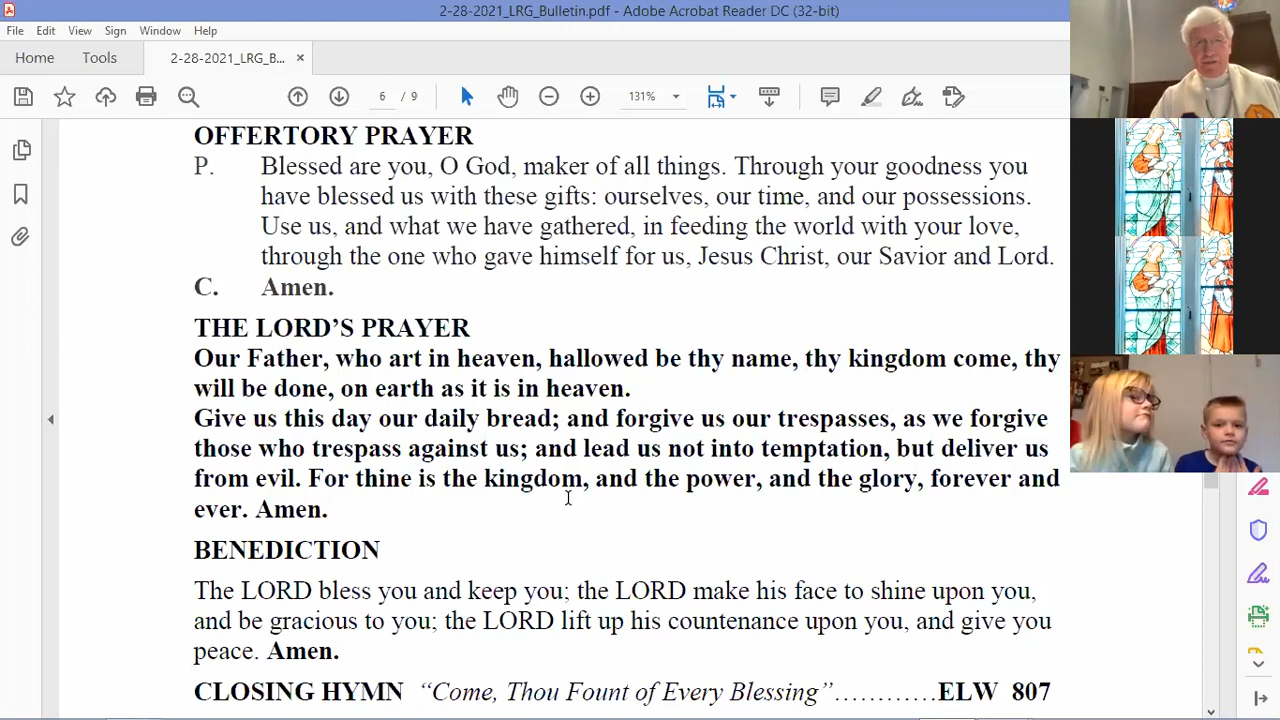 2-28-2021_LRG_Bulletin.pdf - Adobe Acrobat Reader DC (32-bit)
File Edit View Sign Window Help
Home Tools 2-28-2021_LRG_B... ×
6 / 9 131%
OFFERTORY PRAYER
P. Blessed are you, O God, maker of all things. Through your goodness you
have blessed us with these gifts: ourselves, our time, and our possessions.
Use us, and what we have gathered, in feeding the world with your love,
through the one who gave himself for us, Jesus Christ, our Savior and Lord.
C. Amen.
THE LORD’S PRAYER
Our Father, who art in heaven, hallowed be thy name, thy kingdom come, thy
will be done, on earth as it is in heaven.
Give us this day our daily bread; and forgive us our trespasses, as we forgive
those who trespass against us; and lead us not into temptation, but deliver us
from evil. For thine is the kingdom, and the power, and the glory, forever and
ever. Amen.
BENEDICTION
The LORD bless you and keep you; the LORD make his face to shine upon you,
and be gracious to you; the LORD lift up his countenance upon you, and give you
peace. Amen.
CLOSING HYMN “Come, Thou Fount of Every Blessing”............ELW 807